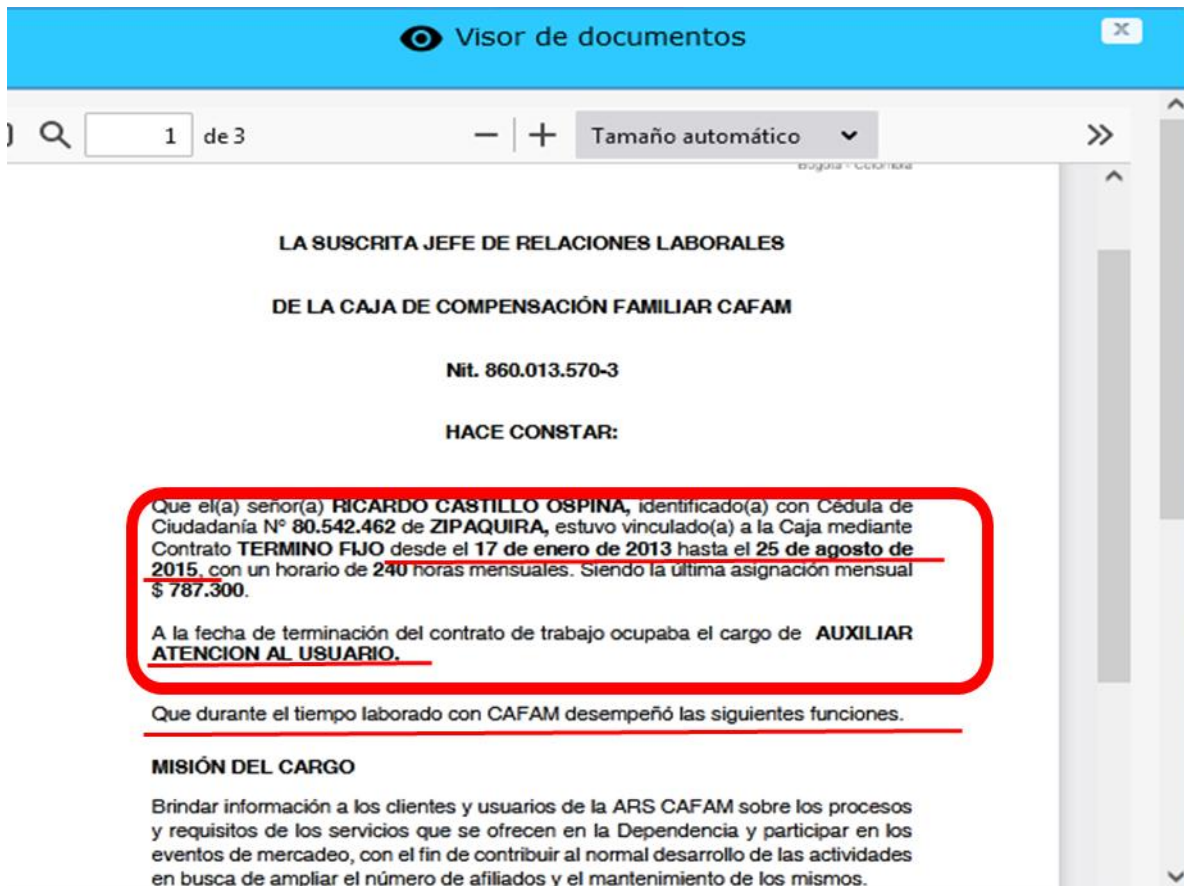 Visor de documentos
x
1 de 3
Tamaño automático
Bogotá - Colombia
LA SUSCRITA JEFE DE RELACIONES LABORALES
DE LA CAJA DE COMPENSACIÓN FAMILIAR CAFAM
Nit. 860.013.570-3
HACE CONSTAR:
Que el(a) señor(a) RICARDO CASTILLO OSPINA, identificado(a) con Cédula de
Ciudadanía Nº 80.542.462 de ZIPAQUIRA, estuvo vinculado(a) a la Caja mediante
Contrato TERMINO FIJO desde el 17 de enero de 2013 hasta el 25 de agosto de
2015, con un horario de 240 horas mensuales. Siendo la última asignación mensual
$ 787.300.
A la fecha de terminación del contrato de trabajo ocupaba el cargo de AUXILIAR
ATENCION AL USUARIO.
Que durante el tiempo laborado con CAFAM desempeñó las siguientes funciones.
MISIÓN DEL CARGO
Brindar información a los clientes y usuarios de la ARS CAFAM sobre los procesos
y requisitos de los servicios que se ofrecen en la Dependencia y participar en los
eventos de mercadeo, con el fin de contribuir al normal desarrollo de las actividades
en busca de ampliar el número de afiliados y el mantenimiento de los mismos.